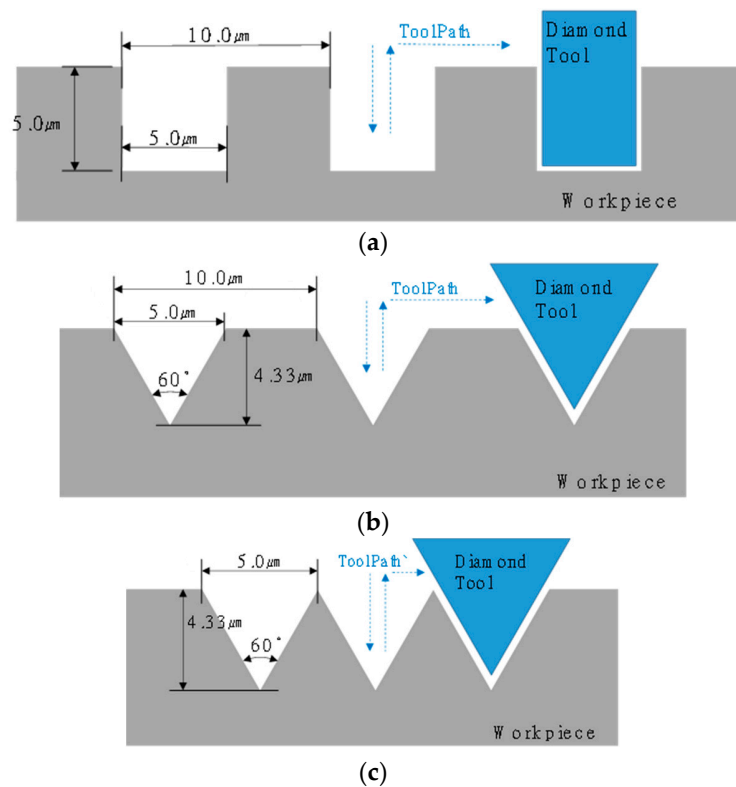 10.0μm
ToolPath
Diamond
Tool
5.0μm
5.0μm
Workpiece
(a)
10.0μm
ToolPath
Diamond
Tool
5.0μm
60°
4.33μm
Workpiece
(b)
5.0μm
ToolPath`
Diamond
Tool
4.33μm
60°
Workpiece
(c)